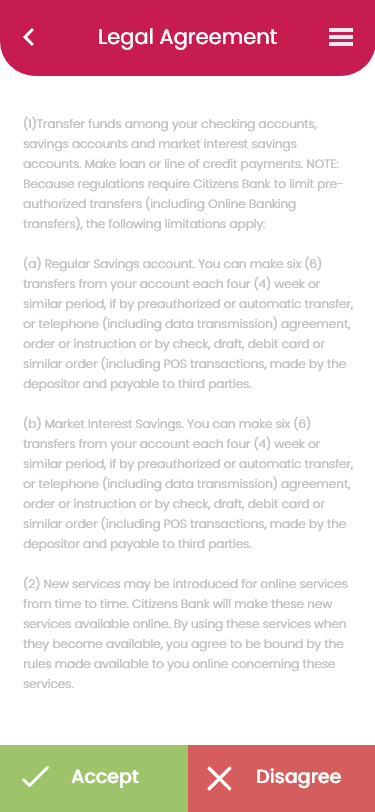 Legal Agreement
(1)Transfer funds among your checking accounts,
savings accounts and market interest savings
accounts. Make loan or line of credit payments. NOTE:
Because regulations require Citizens Bank to limit pre-
authorized transfers (including Online Banking
transfers), the following limitations apply:
(a) Regular Savings account. You can make six (6)
transfers from your account each four (4) week or
similar period, if by preauthorized or automatic transfer,
or telephone (including data transmission) agreement,
order or instruction or by check, draft, debit card or
similar order (including POS transactions, made by the
depositor and payable to third parties.
(b) Market Interest Savings. You can make six (6)
transfers from your account each four (4) week or
similar period, if by preauthorized or automatic transfer,
or telephone (including data transmission) agreement,
order or instruction or by check, draft, debit card or
similar order (including POS transactions, made by the
depositor and payable to third parties.
(2) New services may be introduced for online services
from time to time. Citizens Bank will make these new
services available online. By using these services when
they become available, you agree to be bound by the
rules made available to you online concerning these
services.
Accept Disagree